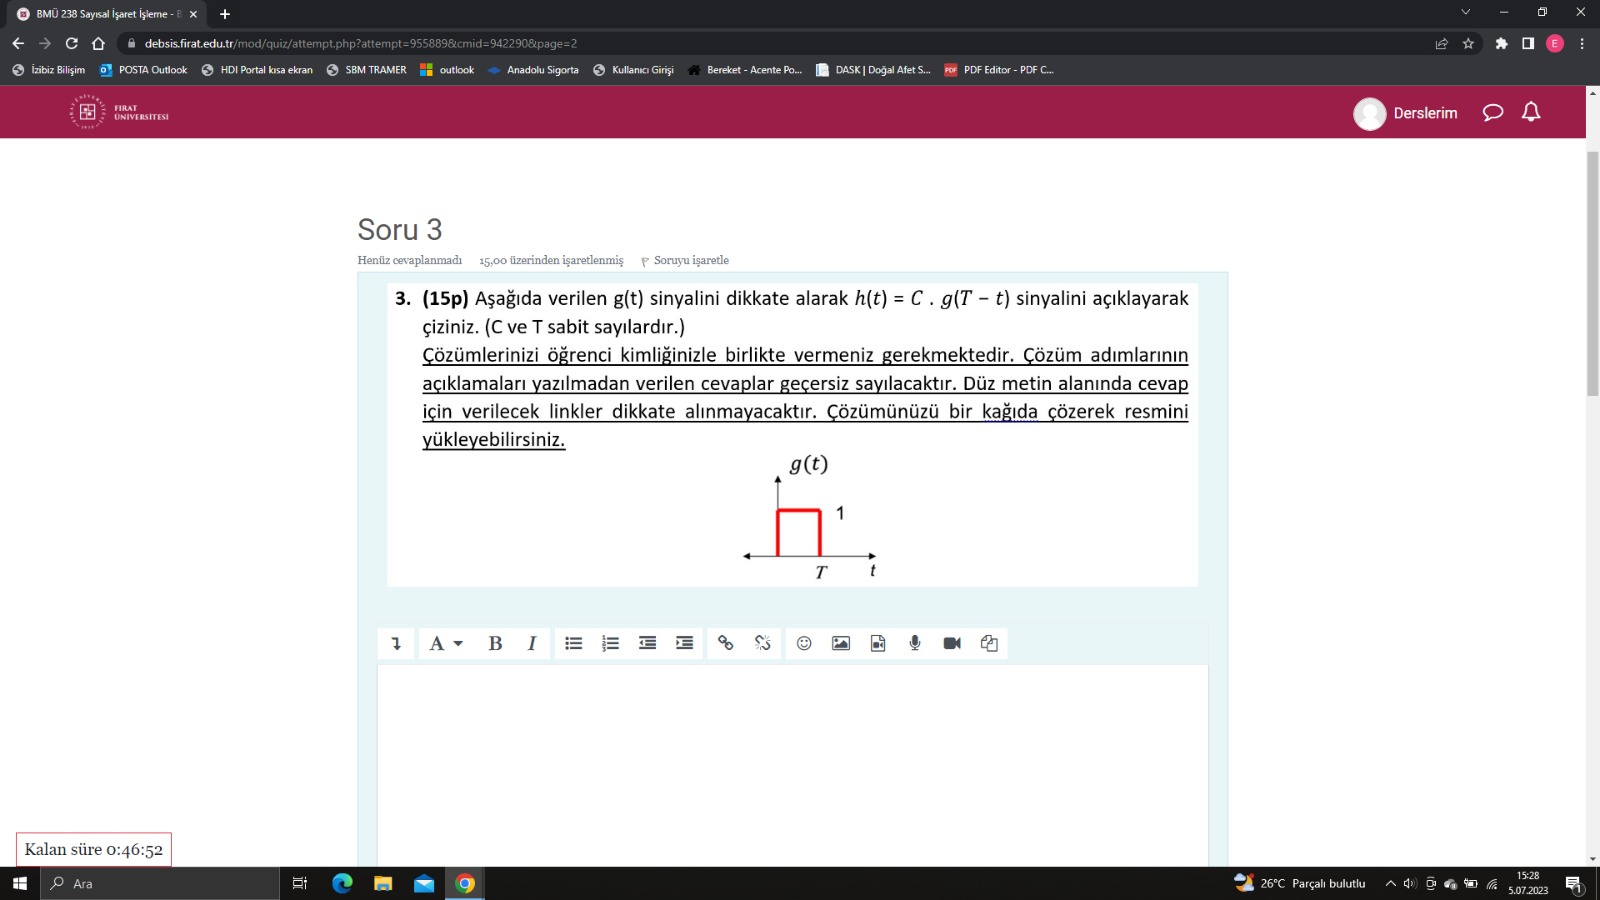 BMÜ 238 Sayısal İşaret İşleme - B
debsis.firat.edu.tr/mod/quiz/attempt.php?attempt=955889&cmid=942290&page=2
E
İzibiz Bilişim POSTA Outlook HDI Portal kısa ekran SBM TRAMER outlook Anadolu Sigorta Kullanıcı Girişi Bereket - Acente Po... DASK | Doğal Afet S... PDF PDF Editor - PDF C...
FIRAT
ÜNİVERSİTESİ
Derslerim
Soru 3
Henüz cevaplanmadı 15,00 üzerinden işaretlenmiş Soruyu işaretle
3. (15p) Aşağıda verilen g(t) sinyalini dikkate alarak h(t) = C . g(T − t) sinyalini açıklayarak
çiziniz. (C ve T sabit sayılardır.)
Çözümlerinizi öğrenci kimliğinizle birlikte vermeniz gerekmektedir. Çözüm adımlarının
açıklamaları yazılmadan verilen cevaplar geçersiz sayılacaktır. Düz metin alanında cevap
için verilecek linkler dikkate alınmayacaktır. Çözümünüzü bir kağıda çözerek resmini
yükleyebilirsiniz.
g(t)
1
T t
A B I
Kalan süre 0:46:52
Ara
26°C Parçalı bulutlu
15:28
5.07.2023
1